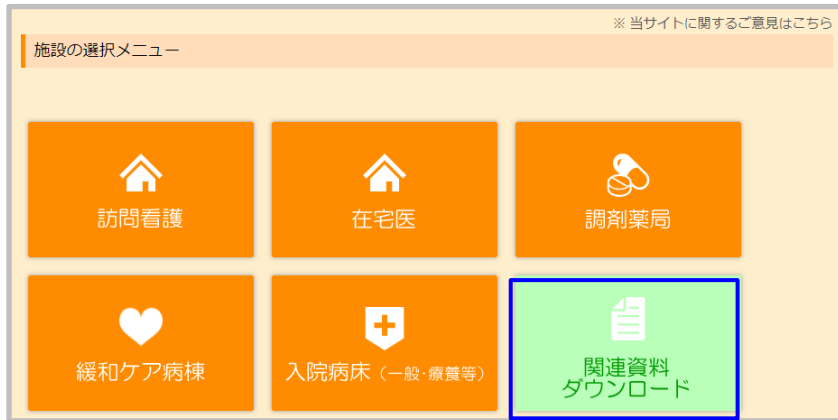 ※ 当サイトに関するご意見はこちら
施設の選択メニュー
訪問看護
在宅医
調剤薬局
緩和ケア病棟
入院病床（一般・療養等）
関連資料
ダウンロード